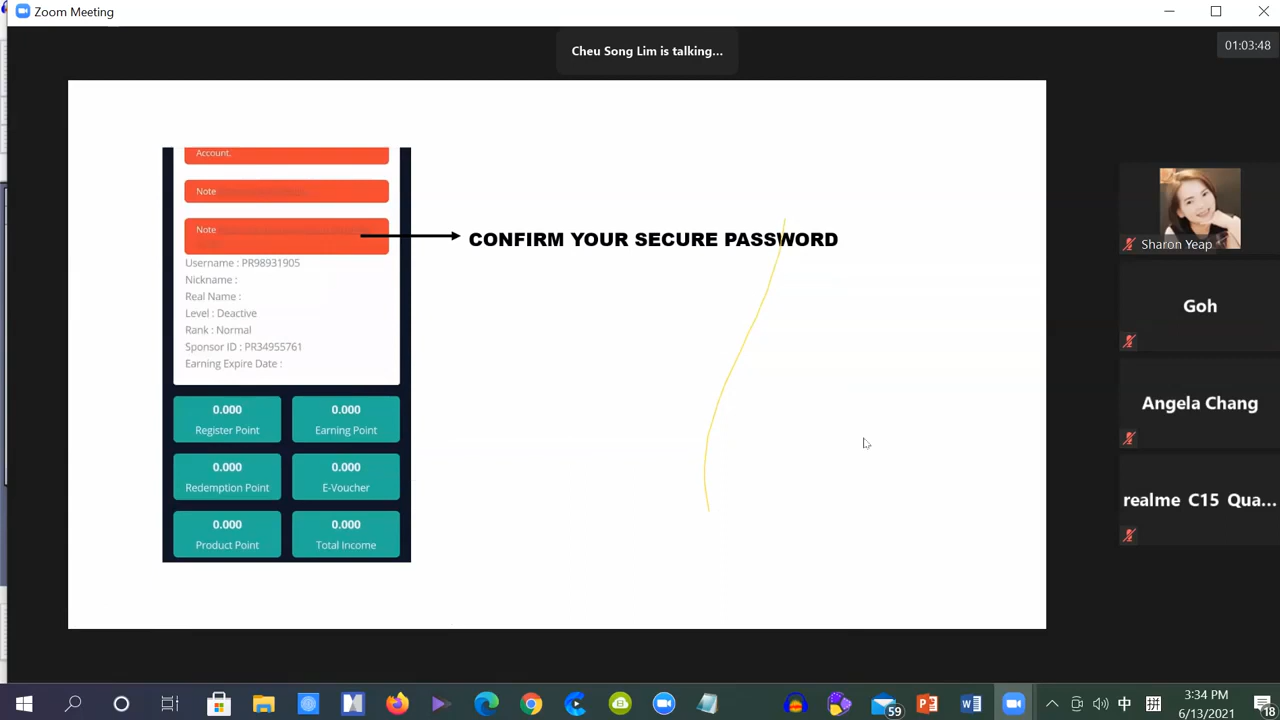 Zoom Meeting
Cheu Song Lim is talking...
01:03:48
Account.
Note
Note
CONFIRM YOUR SECURE PASSWORD
Username : PR98931905
Nickname :
Real Name :
Level : Deactive
Rank : Normal
Sponsor ID : PR34955761
Earning Expire Date :
0.000
Register Point
0.000
Earning Point
0.000
Redemption Point
0.000
E-Voucher
0.000
Product Point
0.000
Total Income
Sharon Yeap
Goh
Angela Chang
realme C15 Qua...
59
中
拼
3:34 PM
6/13/2021
18